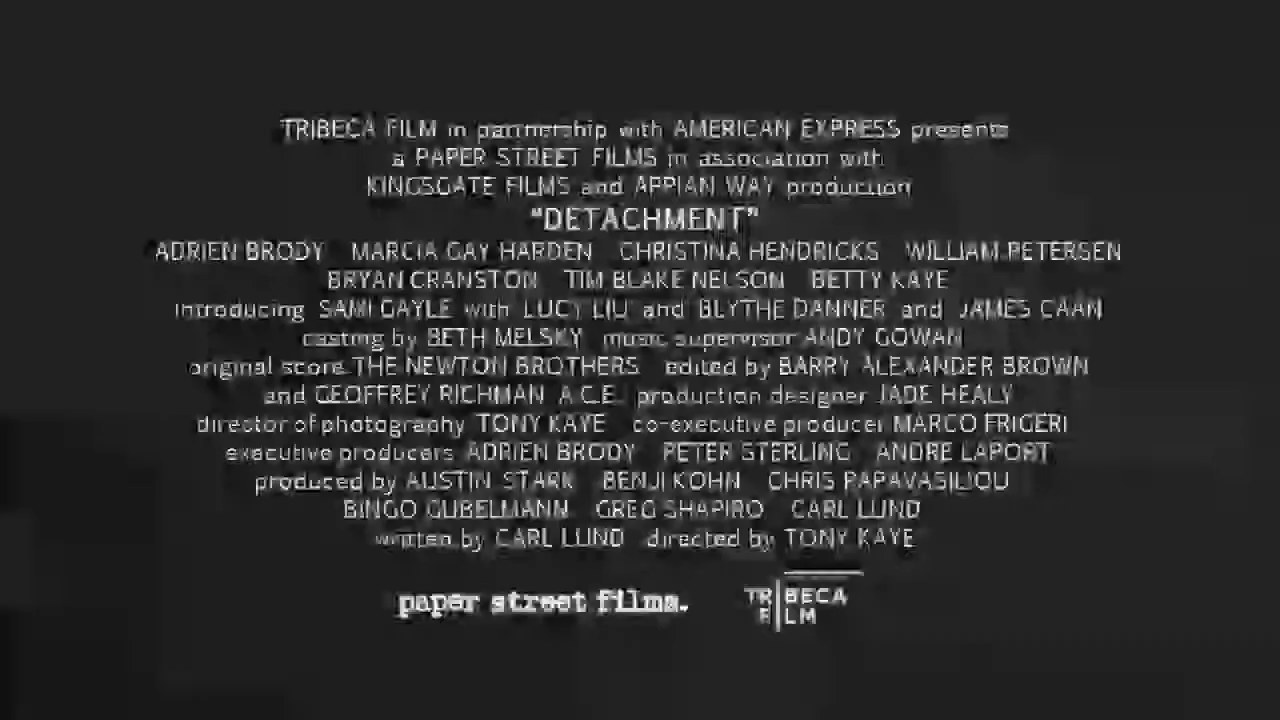 TRIBECA FILM in partnership with AMERICAN EXPRESS presents
a PAPER STREET FILMS in association with
KINGSGATE FILMS and APPIAN WAY production
"DETACHMENT"
ADRIEN BRODY MARCIA GAY HARDEN CHRISTINA HENDRICKS WILLIAM PETERSEN
BRYAN CRANSTON TIM BLAKE NELSON BETTY KAYE
introducing SAMI GAYLE with LUCY LIU and BLYTHE DANNER and JAMES CAAN
casting by BETH MELSKY music supervisor ANDY GOWAN
original score THE NEWTON BROTHERS edited by BARRY ALEXANDER BROWN
and GEOFFREY RICHMAN A.C.E. production designer JADE HEALY
director of photography TONY KAYE co-executive producer MARCO FRIGERI
executive producers ADRIEN BRODY PETER STERLING ANDRE LAPORT
produced by AUSTIN STARK BENJI KOHN CHRIS PAPAVASILIOU
BINGO GUBELMANN GREG SHAPIRO CARL LUND
written by CARL LUND directed by TONY KAYE
paper street films. TR BECA
F LM